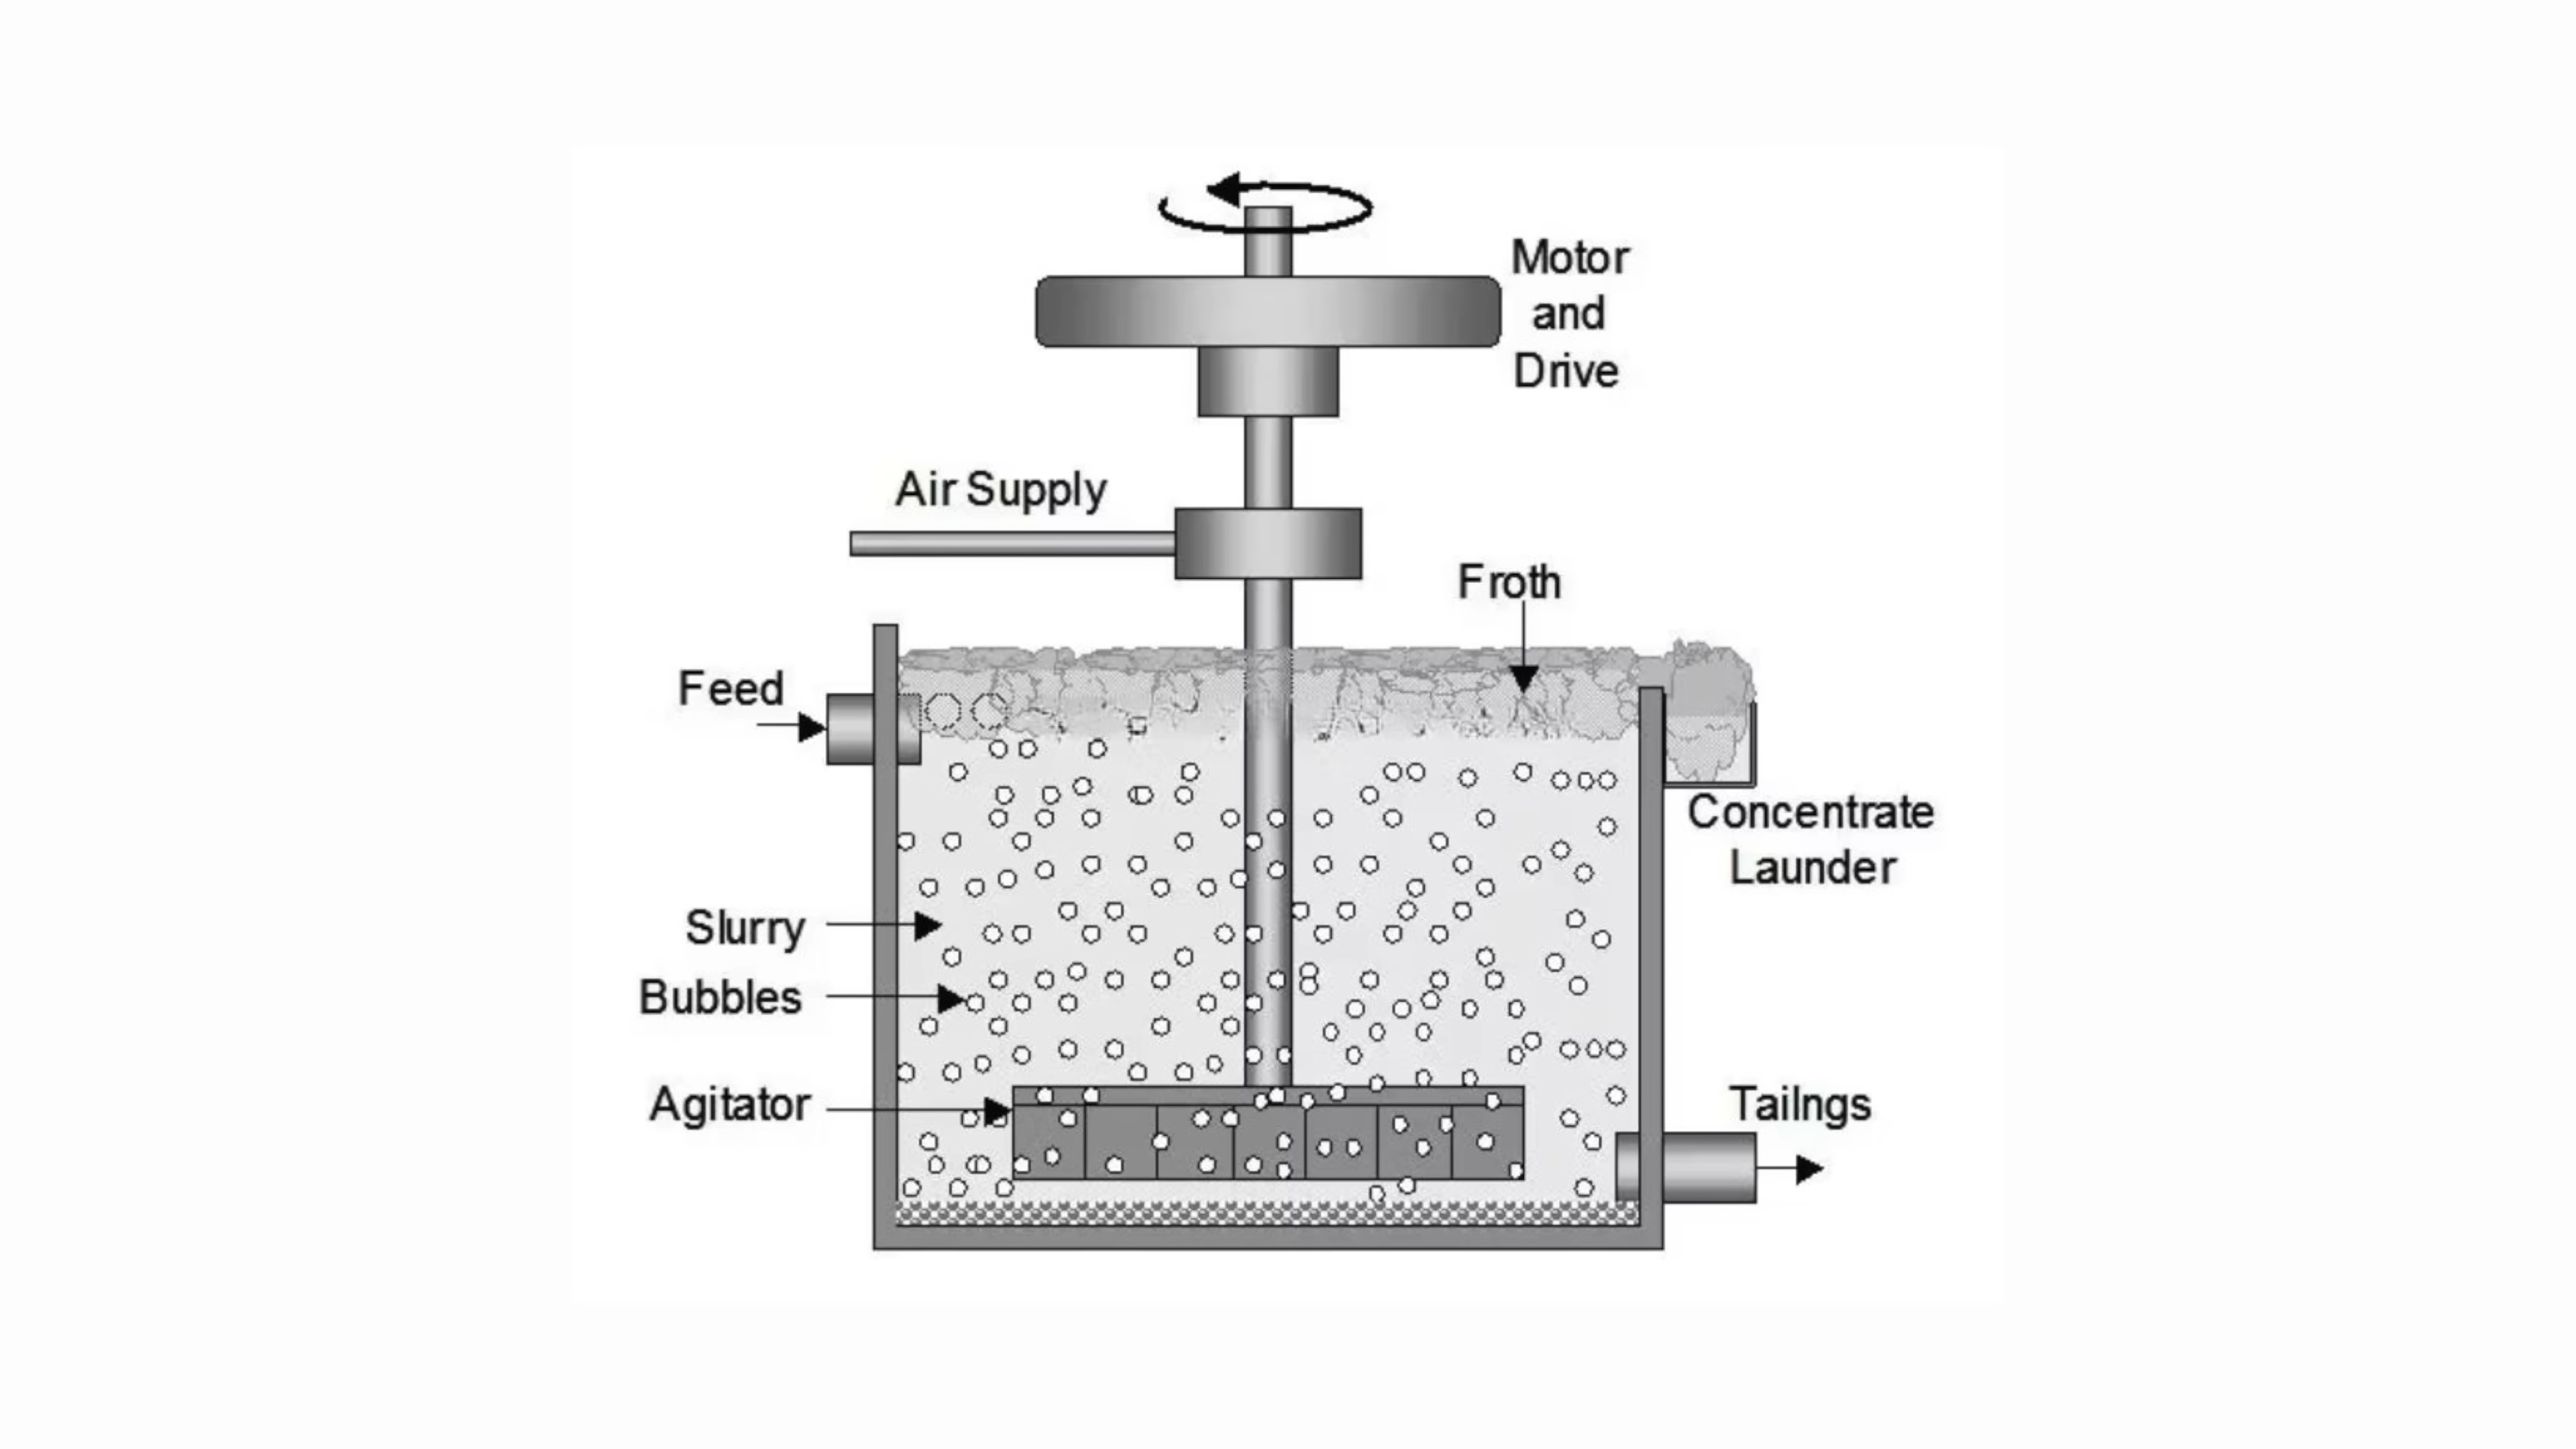 Motor
and
Drive
Air Supply
Froth
Feed
Concentrate
Launder
Slurry
Bubbles
Agitator
Tailngs